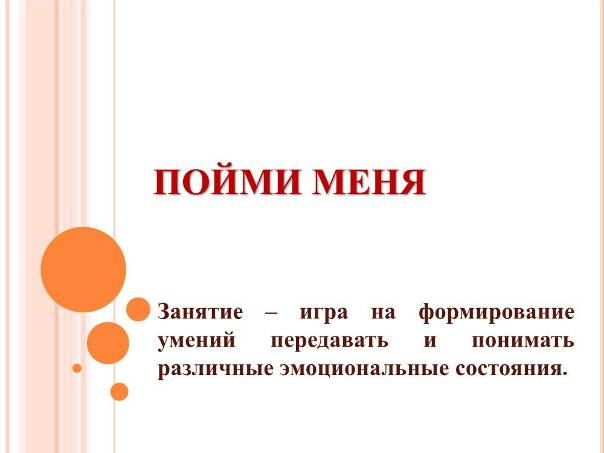 ПОЙМИ МЕНЯ
Занятие – игра на формирование
умений передавать и понимать
различные эмоциональные состояния.